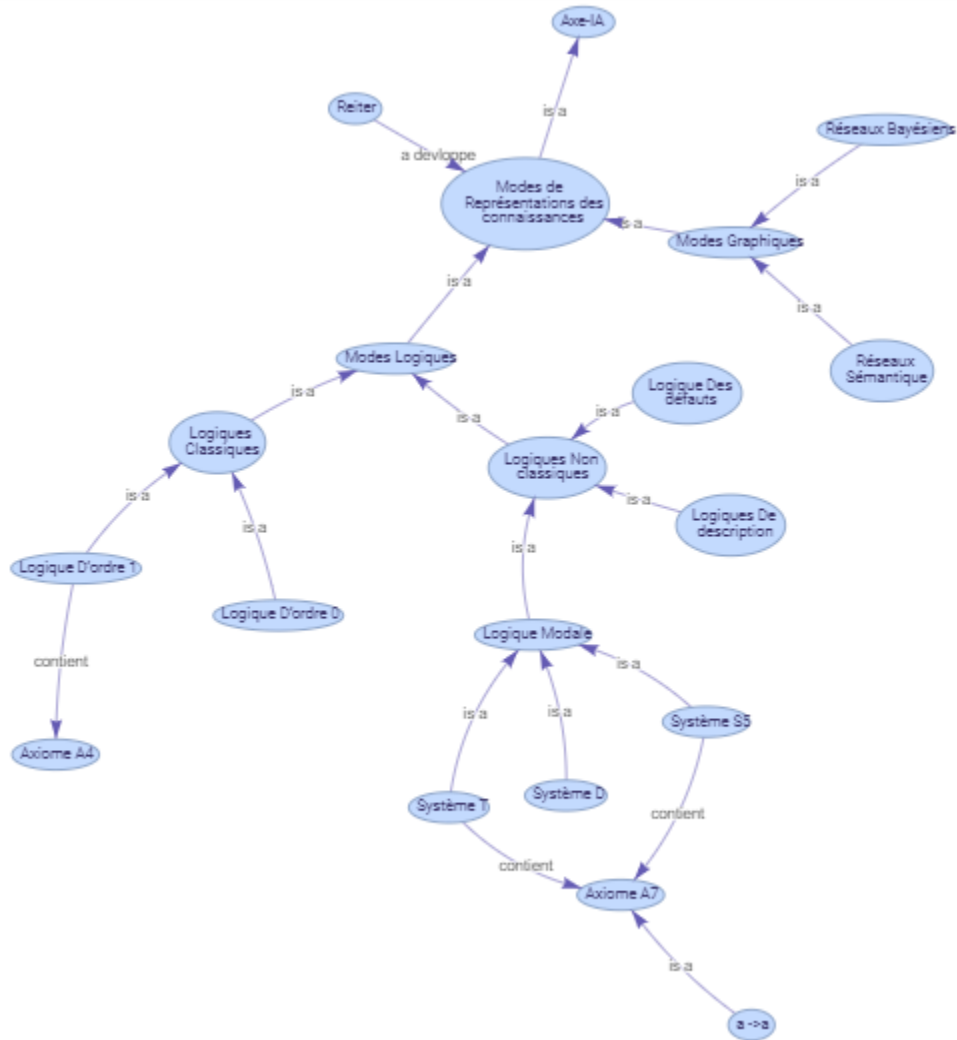 Axe-IA
is a
Reiter
a devloppe
Réseaux Bayésiens
Modes de
Représentations des
connaissances
is a
is a
Modes Graphiques
is a
is a
Modes Logiques
Réseaux
Sémantique
is a
is a
Logique Des
défauts
is a
Logiques
Classiques
Logiques Non
classiques
is a
is a
Logiques De
description
is a
is a
Logique D'ordre 1
Logique D'ordre 0
Logique Modale
contient
is a
is a
is a
Système S5
Axiome A4
Système T
Système D
contient
contient
Axiome A7
is a
a ->a